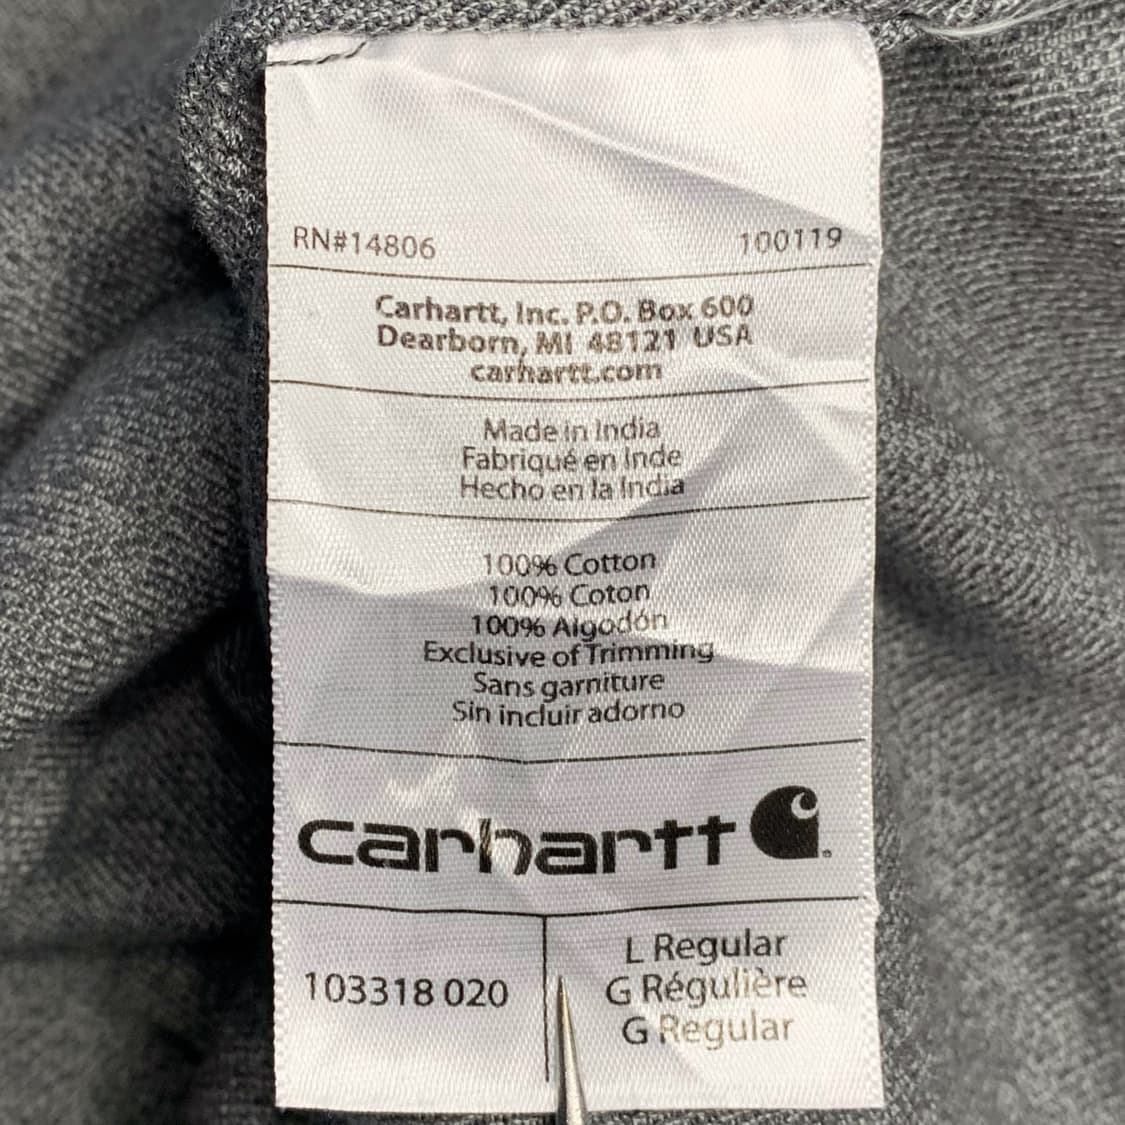 RN#14806 100119
Carhartt, Inc. P.O. Box 600
Dearborn, MI 48121 USA
carhartt.com
Made in India
Fabriqué en Inde
Hecho en la India
100% Cotton
100% Coton
100% Algodón
Exclusive of Trimming
Sans garniture
Sin incluir adorno
carhartt
103318 020
L Regular
G Régulière
G Regular